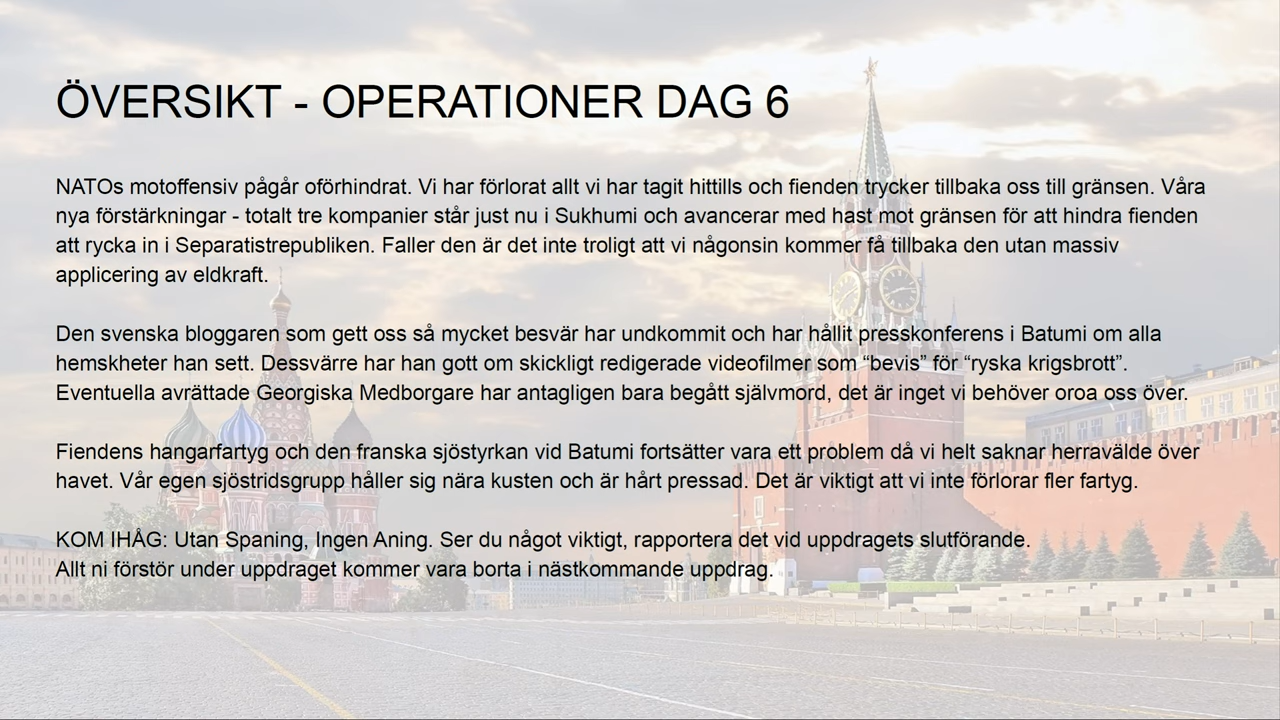 ÖVERSIKT - OPERATIONER DAG 6
NATOs motoffensiv pågår oförhindrat. Vi har förlorat allt vi har tagit hittills och fienden trycker tillbaka oss till gränsen. Våra
nya förstärkningar - totalt tre kompanier står just nu i Sukhumi och avancerar med hast mot gränsen för att hindra fienden
att rycka in i Separatistrepubliken. Faller den är det inte troligt att vi någonsin kommer få tillbaka den utan massiv
applicering av eldkraft.
Den svenska bloggaren som gett oss så mycket besvär har undkommit och har hållit presskonferens i Batumi om alla
hemskheter han sett. Dessvärre har han gott om skickligt redigerade videofilmer som “bevis” för “ryska krigsbrott”.
Eventuella avrättade Georgiska Medborgare har antagligen bara begått självmord, det är inget vi behöver oroa oss över.
Fiendens hangarfartyg och den franska sjöstyrkan vid Batumi fortsätter vara ett problem då vi helt saknar herravälde över
havet. Vår egen sjöstridsgrupp håller sig nära kusten och är hårt pressad. Det är viktigt att vi inte förlorar fler fartyg.
KOM IHÅG: Utan Spaning, Ingen Aning. Ser du något viktigt, rapportera det vid uppdragets slutförande.
Allt ni förstör under uppdraget kommer vara borta i nästkommande uppdrag.